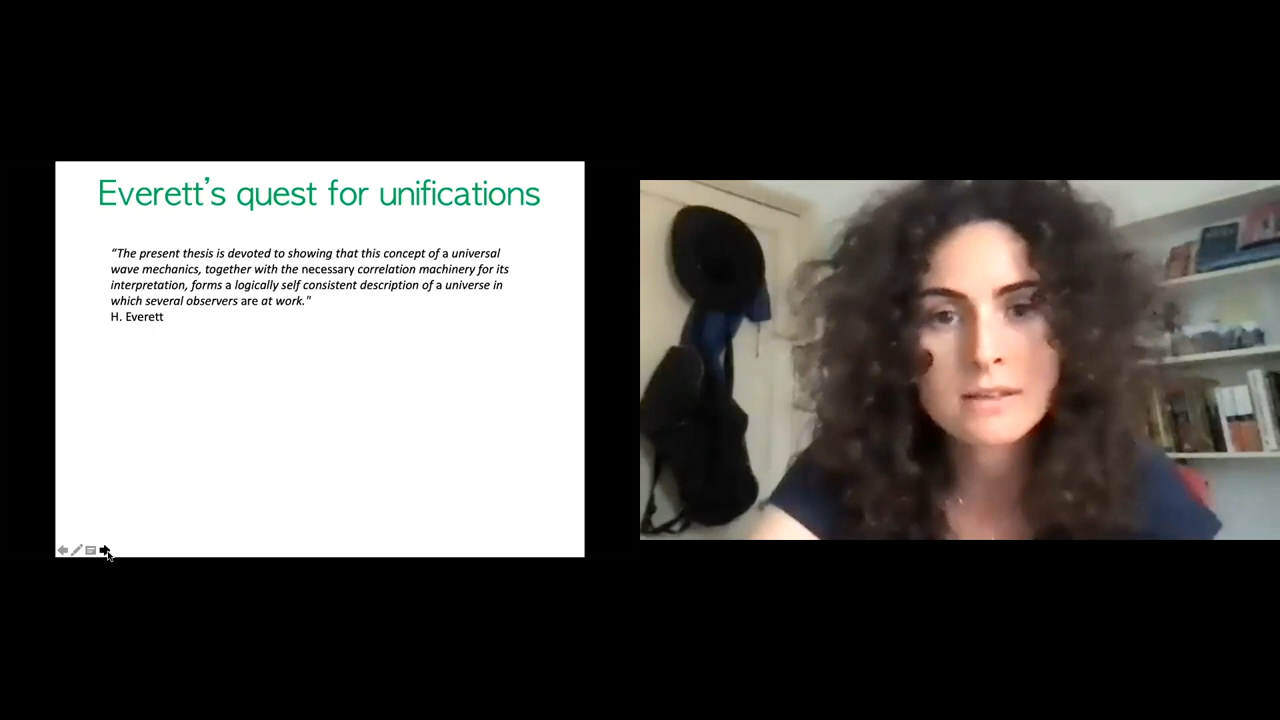 Everett’s quest for unifications
“The present thesis is devoted to showing that this concept of a universal
wave mechanics, together with the necessary correlation machinery for its
interpretation, forms a logically self consistent description of a universe in
which several observers are at work."
H. Everett